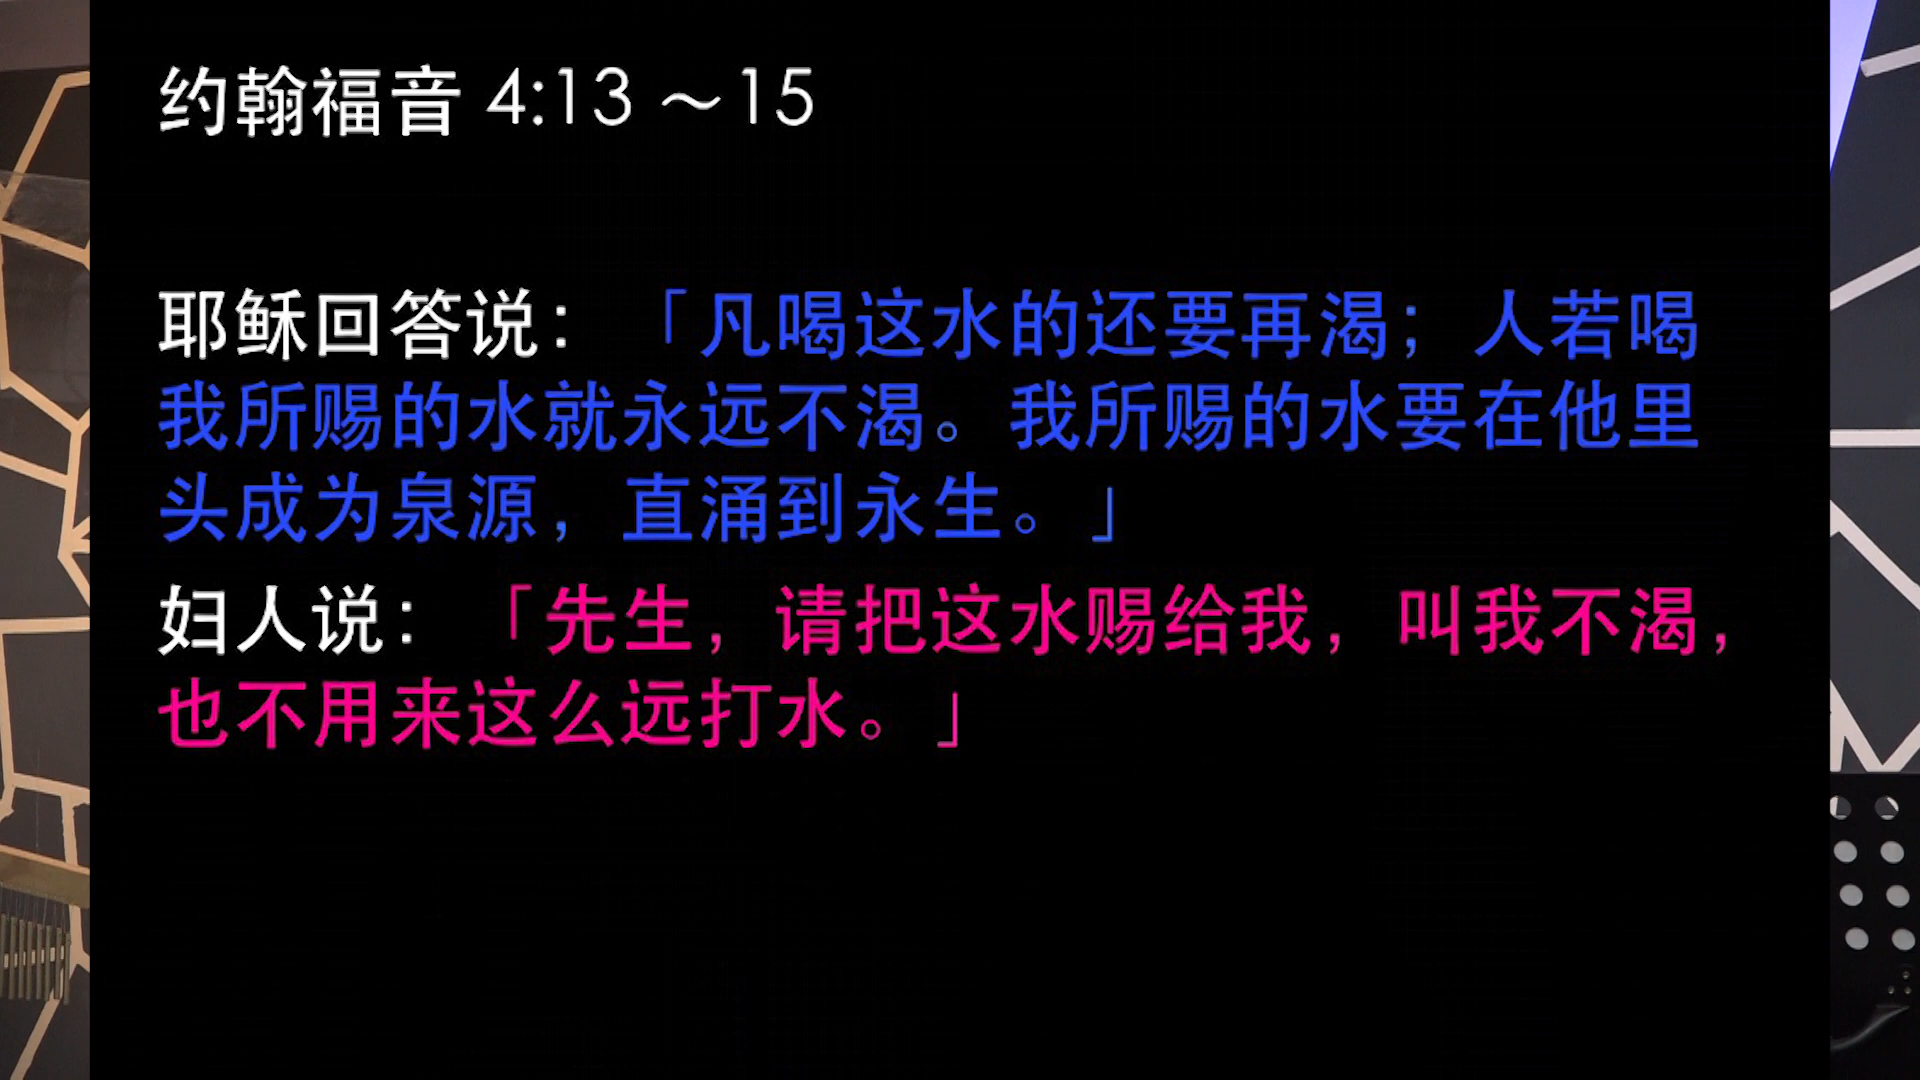 约翰福音 4:13 ～15
耶稣回答说：「凡喝这水的还要再渴；人若喝
我所赐的水就永远不渴。我所赐的水要在他里
头成为泉源，直涌到永生。」
妇人说：「先生，请把这水赐给我，叫我不渴，
也不用来这么远打水。」